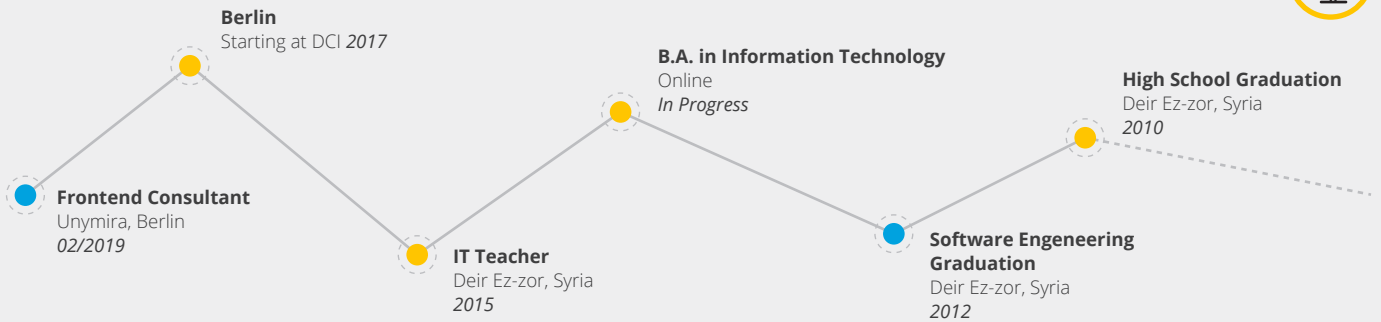 Berlin
Starting at DCI 2017
Frontend Consultant
Unymira, Berlin
02/2019
IT Teacher
Deir Ez-zor, Syria
2015
B.A. in Information Technology
Online
In Progress
Software Engeneering
Graduation
Deir Ez-zor, Syria
2012
High School Graduation
Deir Ez-zor, Syria
2010